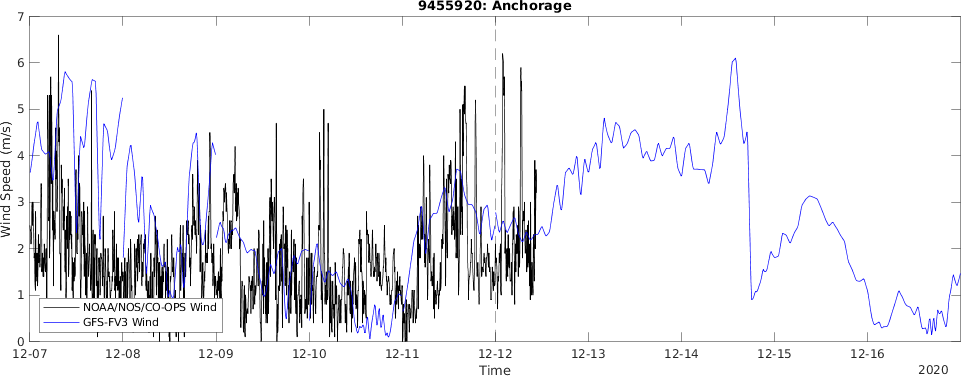 9455920: Anchorage
7
6
5
4
3
2
1
0
Wind Speed (m/s)
NOAA/NOS/CO-OPS Wind
GFS-FV3 Wind
12-07 12-08 12-09 12-10 12-11 12-12 12-13 12-14 12-15 12-16
Time
2020